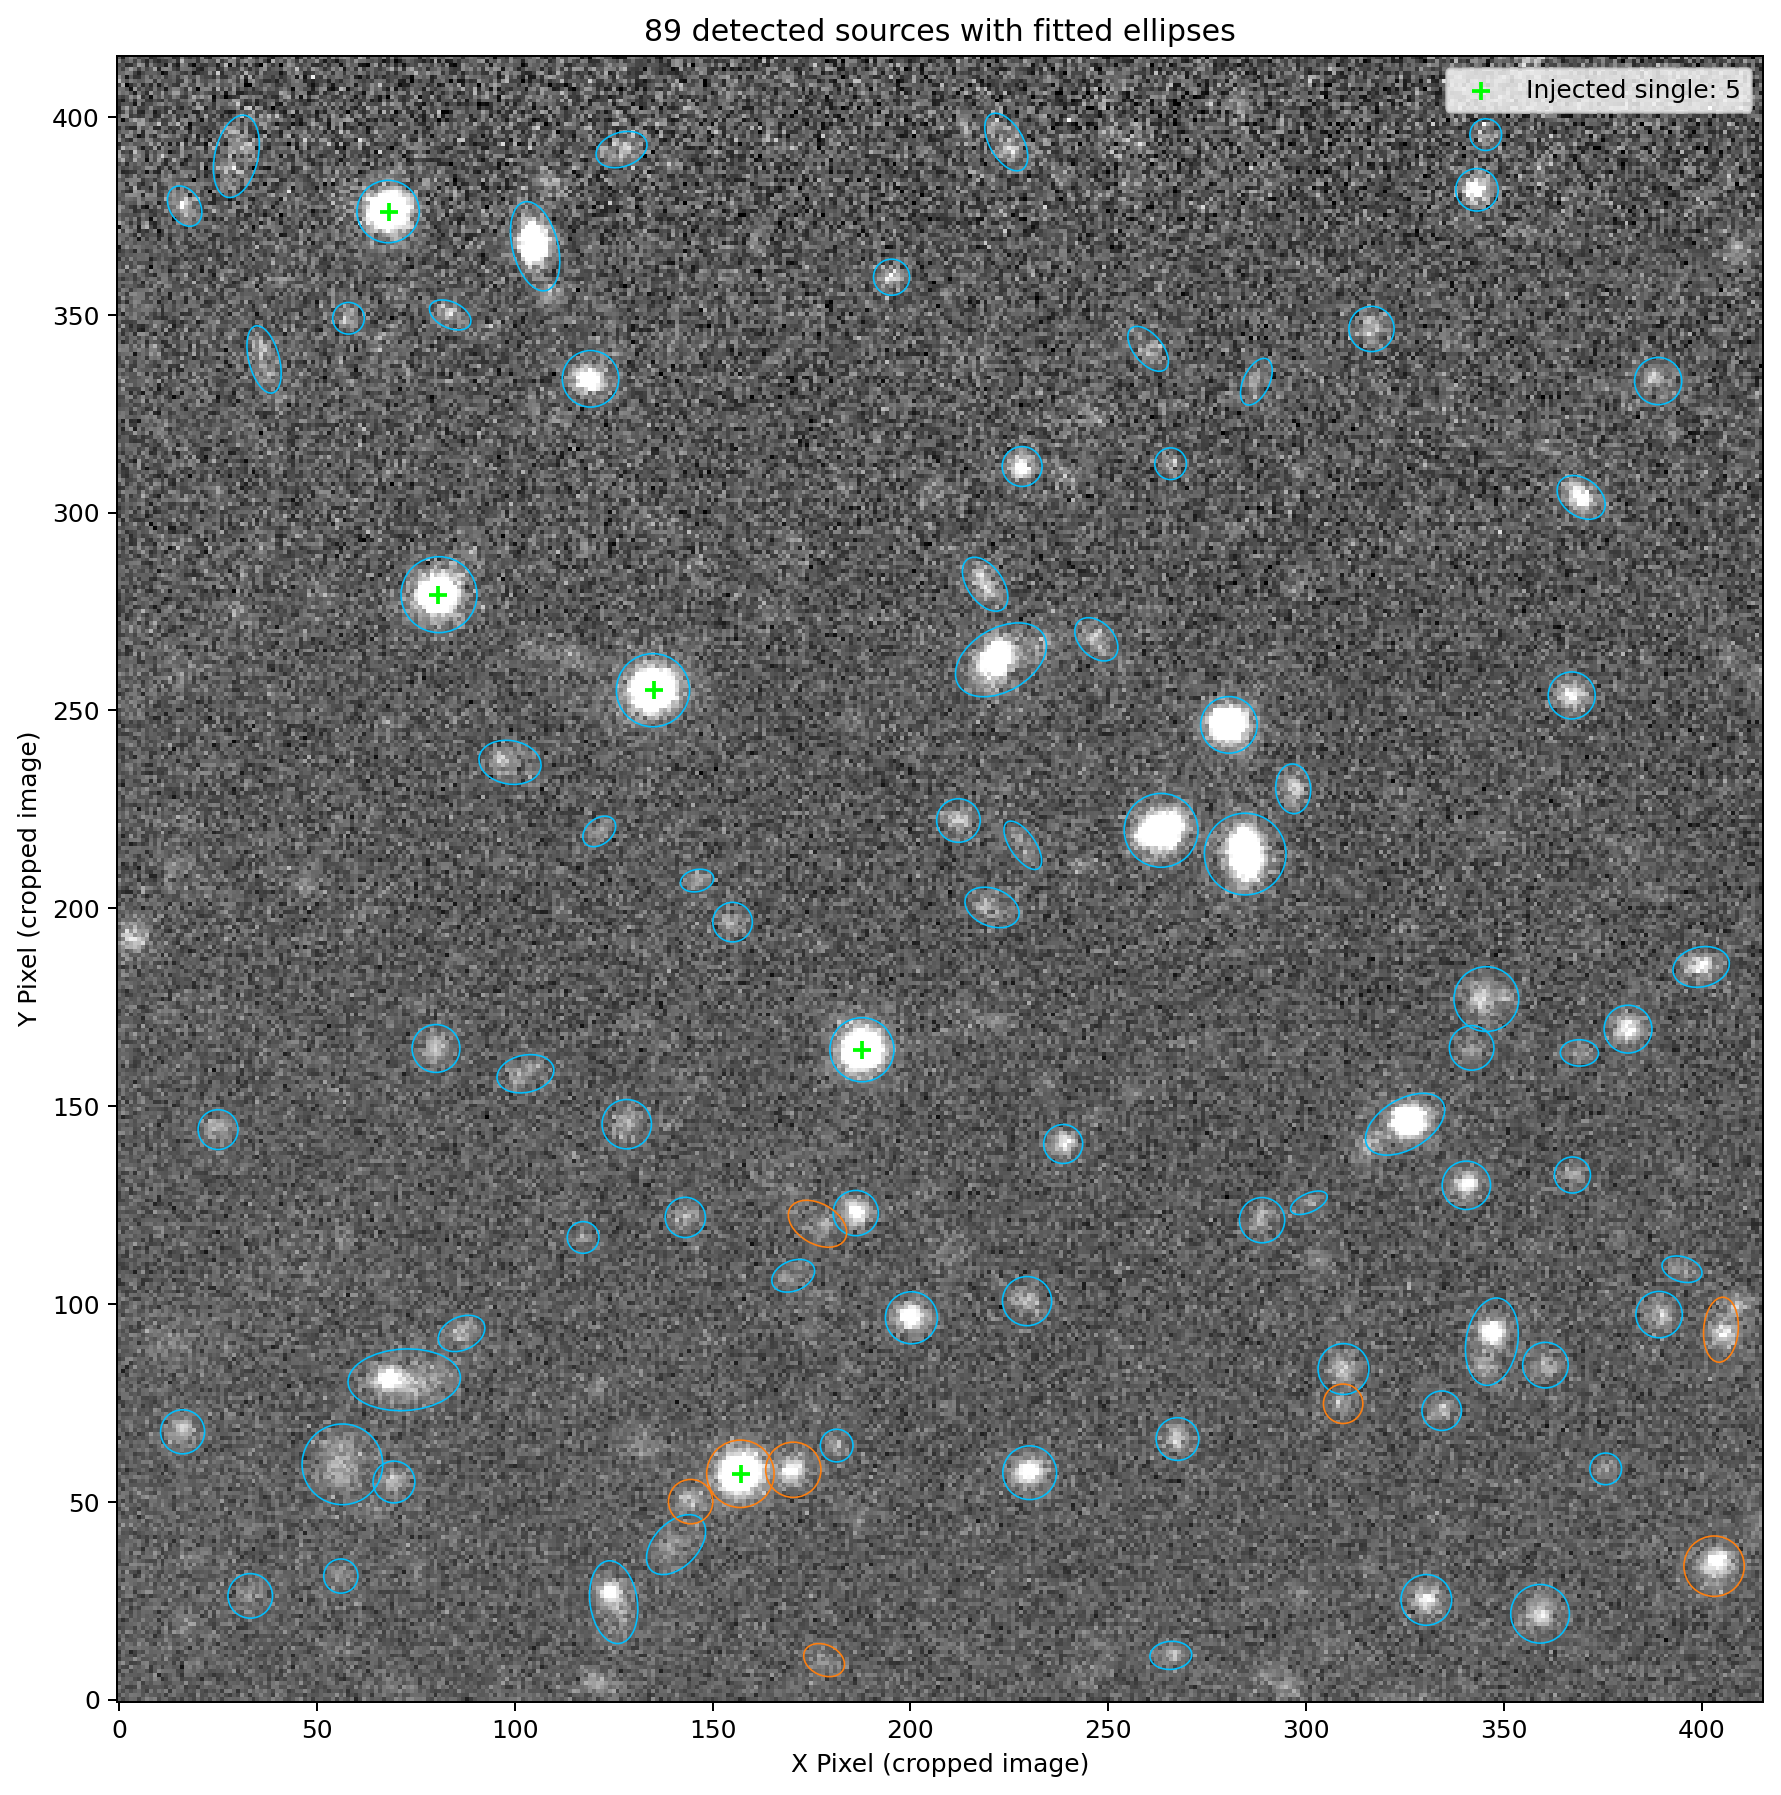 89 detected sources with fitted ellipses
Injected single: 5
400
350
300
250
200
150
100
50
0
Y Pixel (cropped image)
0 50 100 150 200 250 300 350 400
X Pixel (cropped image)